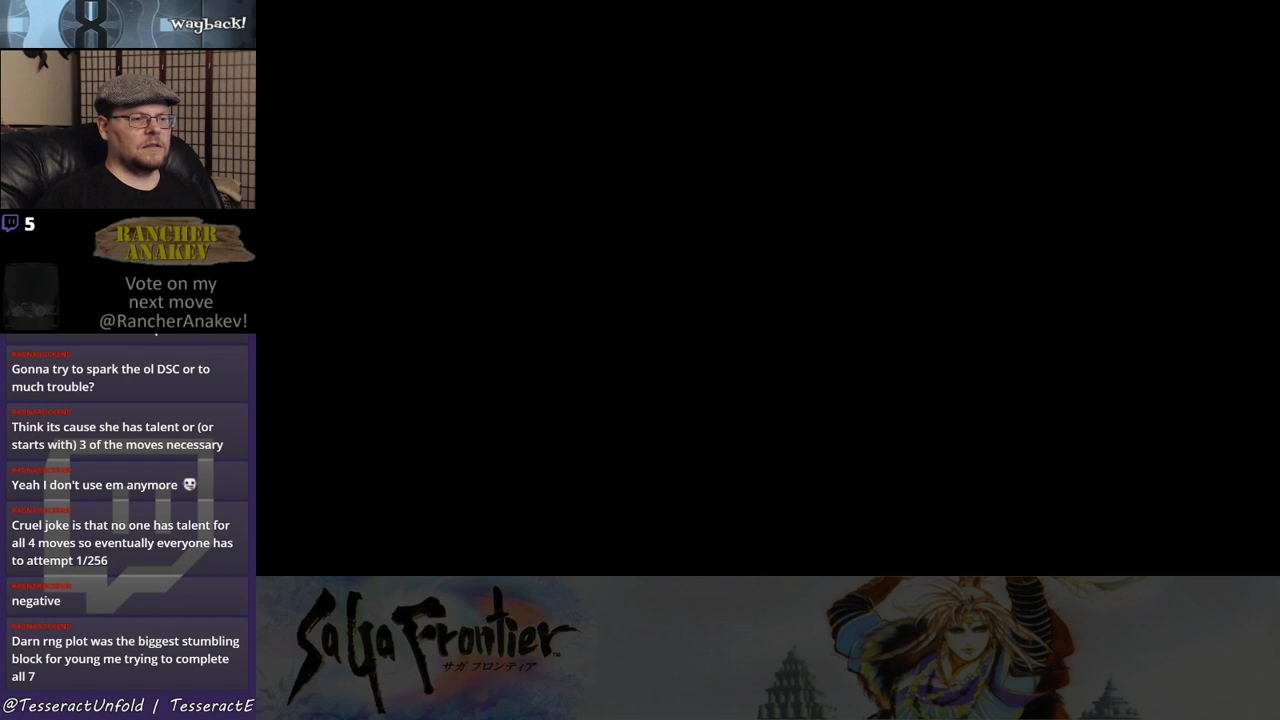 wayback!
5
RANCHER
ANAKEV
Vote on my
next move
@RancherAnakev!
Gonna try to spark the ol DSC or to
much trouble?
Think its cause she has talent or (or
starts with) 3 of the moves necessary
Yeah I don't use em anymore
Cruel joke is that no one has talent for
all 4 moves so eventually everyone has
to attempt 1/256
negative
Darn rng plot was the biggest stumbling
block for young me trying to complete
all 7
@TesseractUnfold / TesseractE
SaGa Frontier™
サガ フロンティア